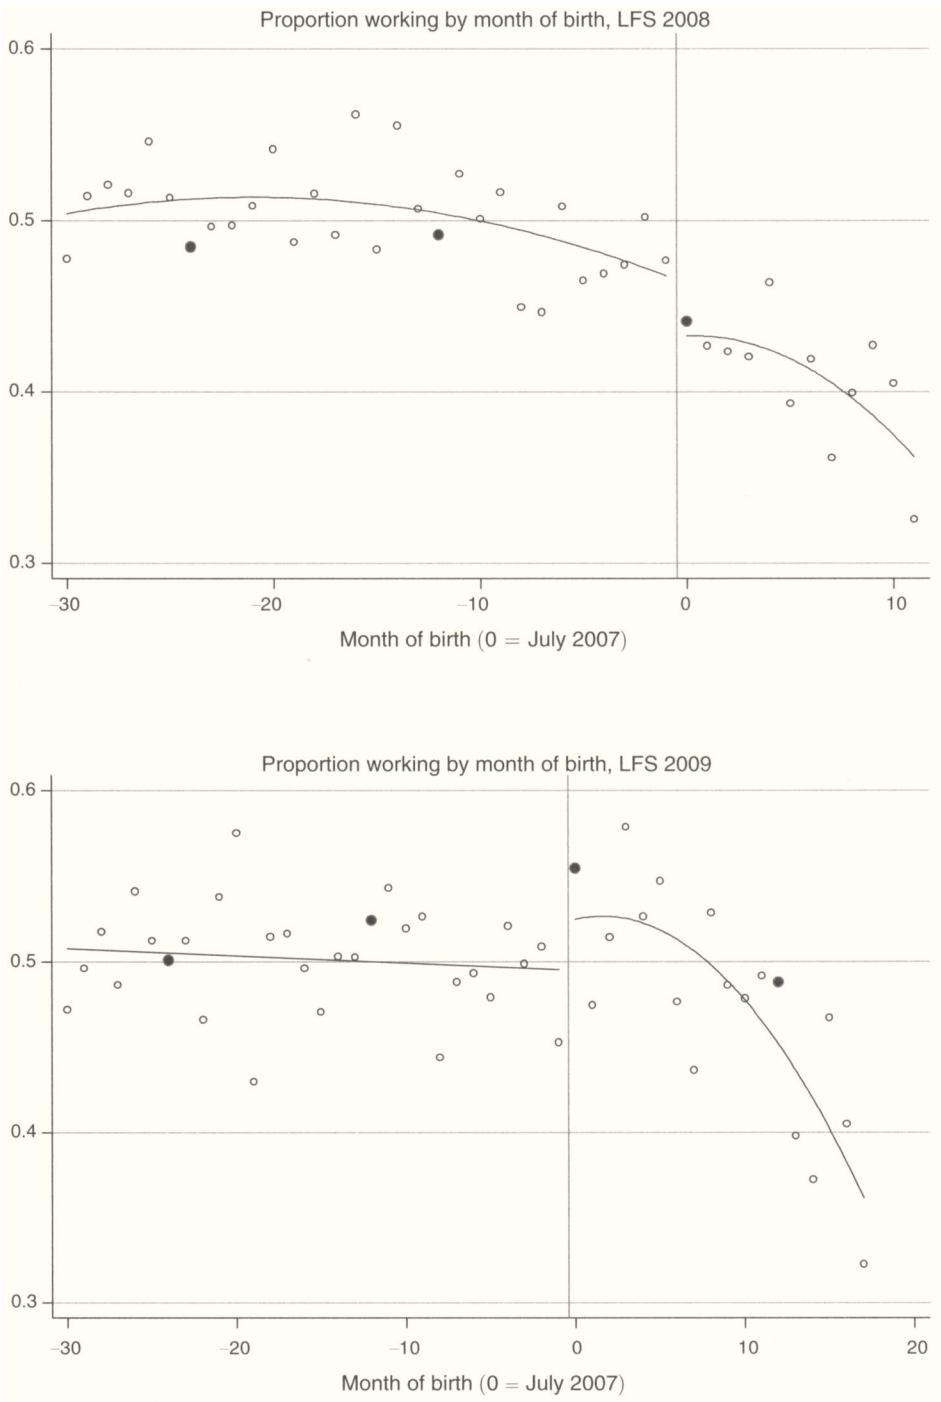 Proportion working by month of birth, LFS 2008
0.6
0.5
0.4
0.3
–30 –20 –10 0 10
Month of birth (0 = July 2007)
Proportion working by month of birth, LFS 2009
0.6
0.5
0.4
0.3
–30 –20 –10 0 10 20
Month of birth (0 = July 2007)